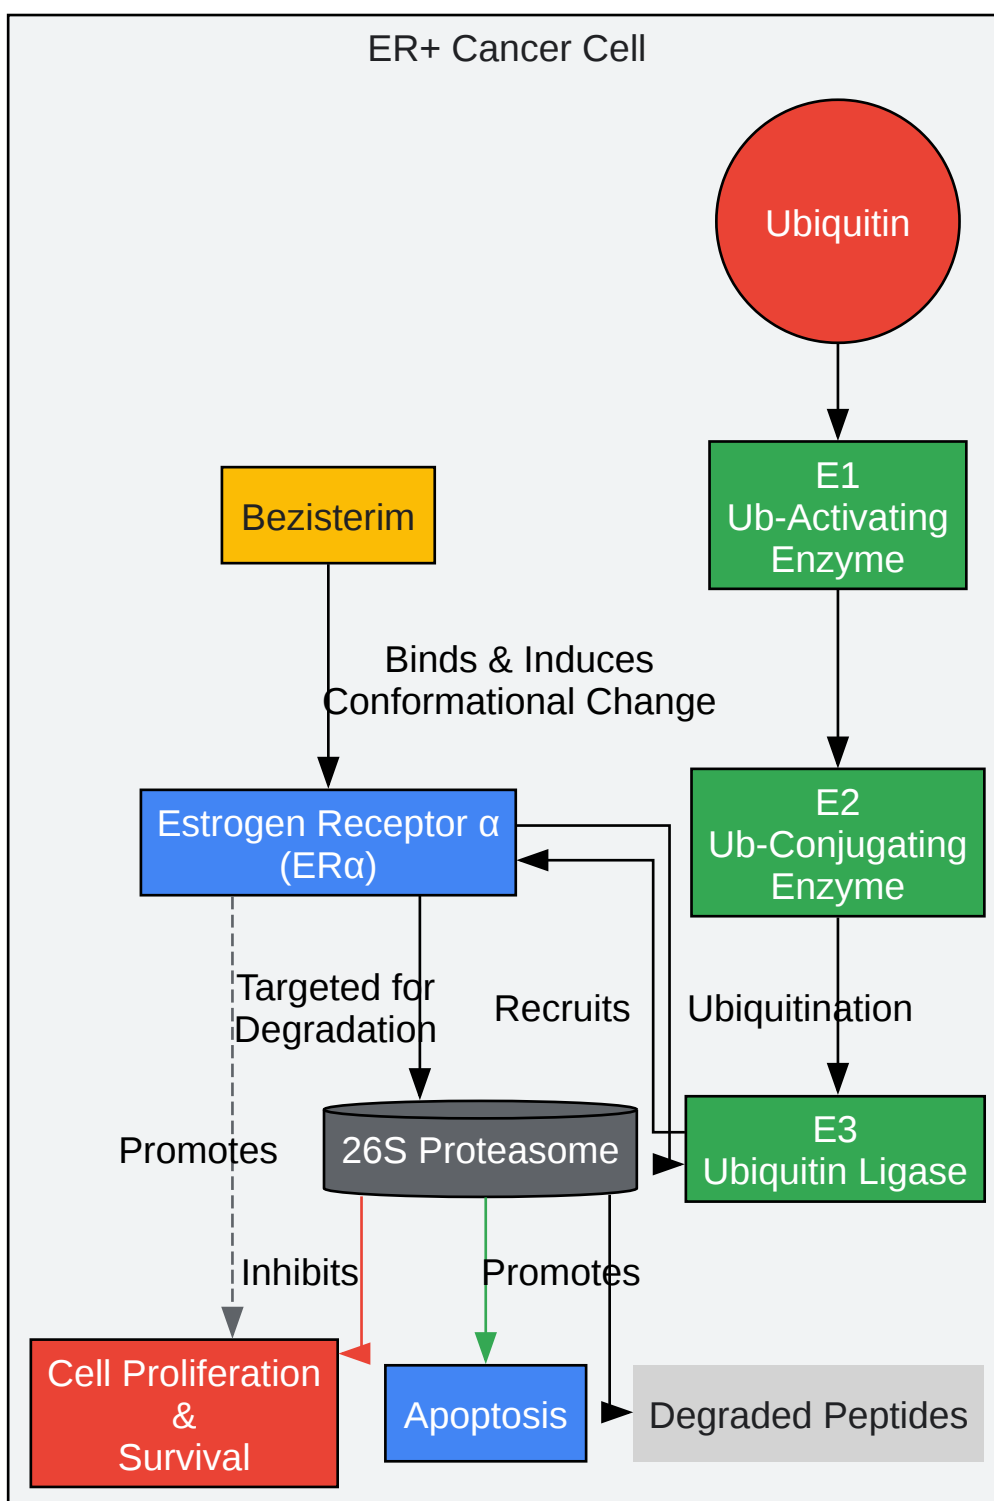 ER+ Cancer Cell
Ubiquitin
E1
Ub-Activating
Enzyme
Bezisterim
Binds & Induces
Conformational Change
Estrogen Receptor α
(ERα)
E2
Ub-Conjugating
Enzyme
Targeted for
Degradation
Recruits
Ubiquitination
Promotes
26S Proteasome
E3
Ubiquitin Ligase
Inhibits
Promotes
Cell Proliferation
&
Survival
Apoptosis
Degraded Peptides